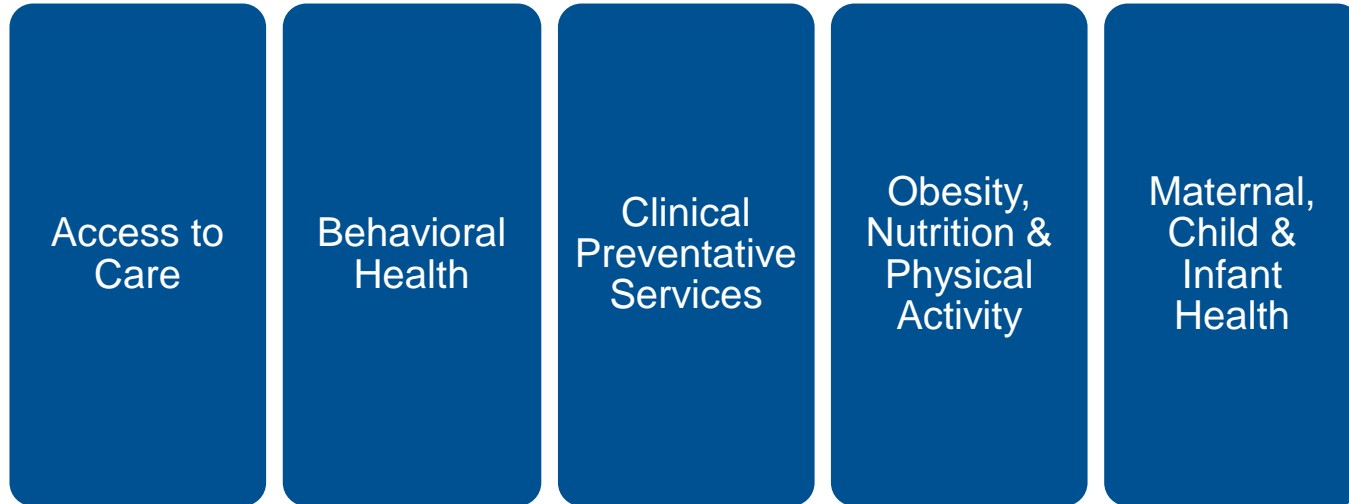 Access to
Care
Behavioral
Health
Clinical
Preventative
Services
Obesity,
Nutrition &
Physical
Activity
Maternal,
Child &
Infant
Health